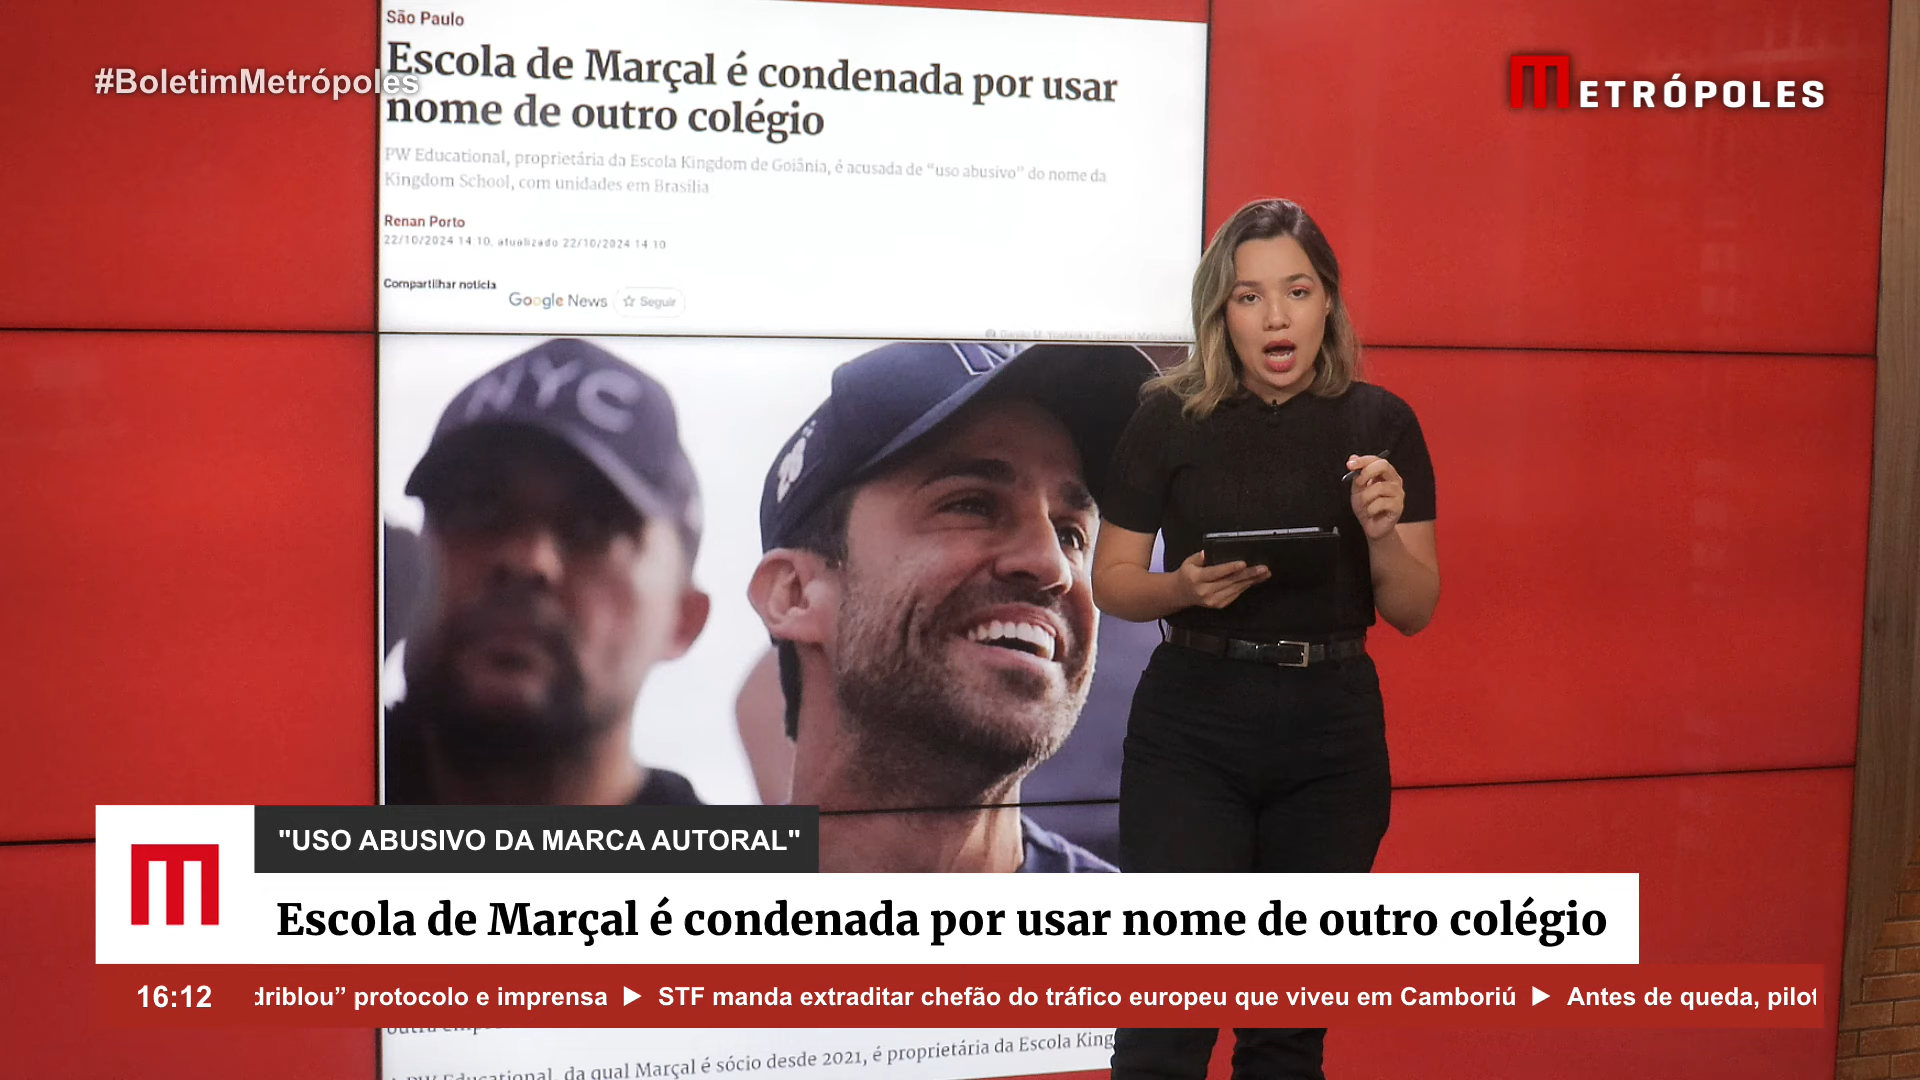 São Paulo
Escola de Marçal é condenada por usar
nome de outro colégio
#BoletimMetrópoles
METRÓPOLES
PW Educational, proprietária da Escola Kingdom de Goiânia, é acusada de “uso abusivo” do nome da
Kingdom School, com unidades em Brasília
Renan Porto
22/10/2024 14:10, atualizado 22/10/2024 14:10
Compartilhar notícia
Google News
☆ Seguir
NYC
"USO ABUSIVO DA MARCA AUTORAL"
Escola de Marçal é condenada por usar nome de outro colégio
16:12 driblou” protocolo e imprensa ▶ STF manda extraditar chefão do tráfico europeu que viveu em Camboriú ▶ Antes de queda, pilot
PW Educational, da qual Marçal é sócio desde 2021, é proprietária da Escola King